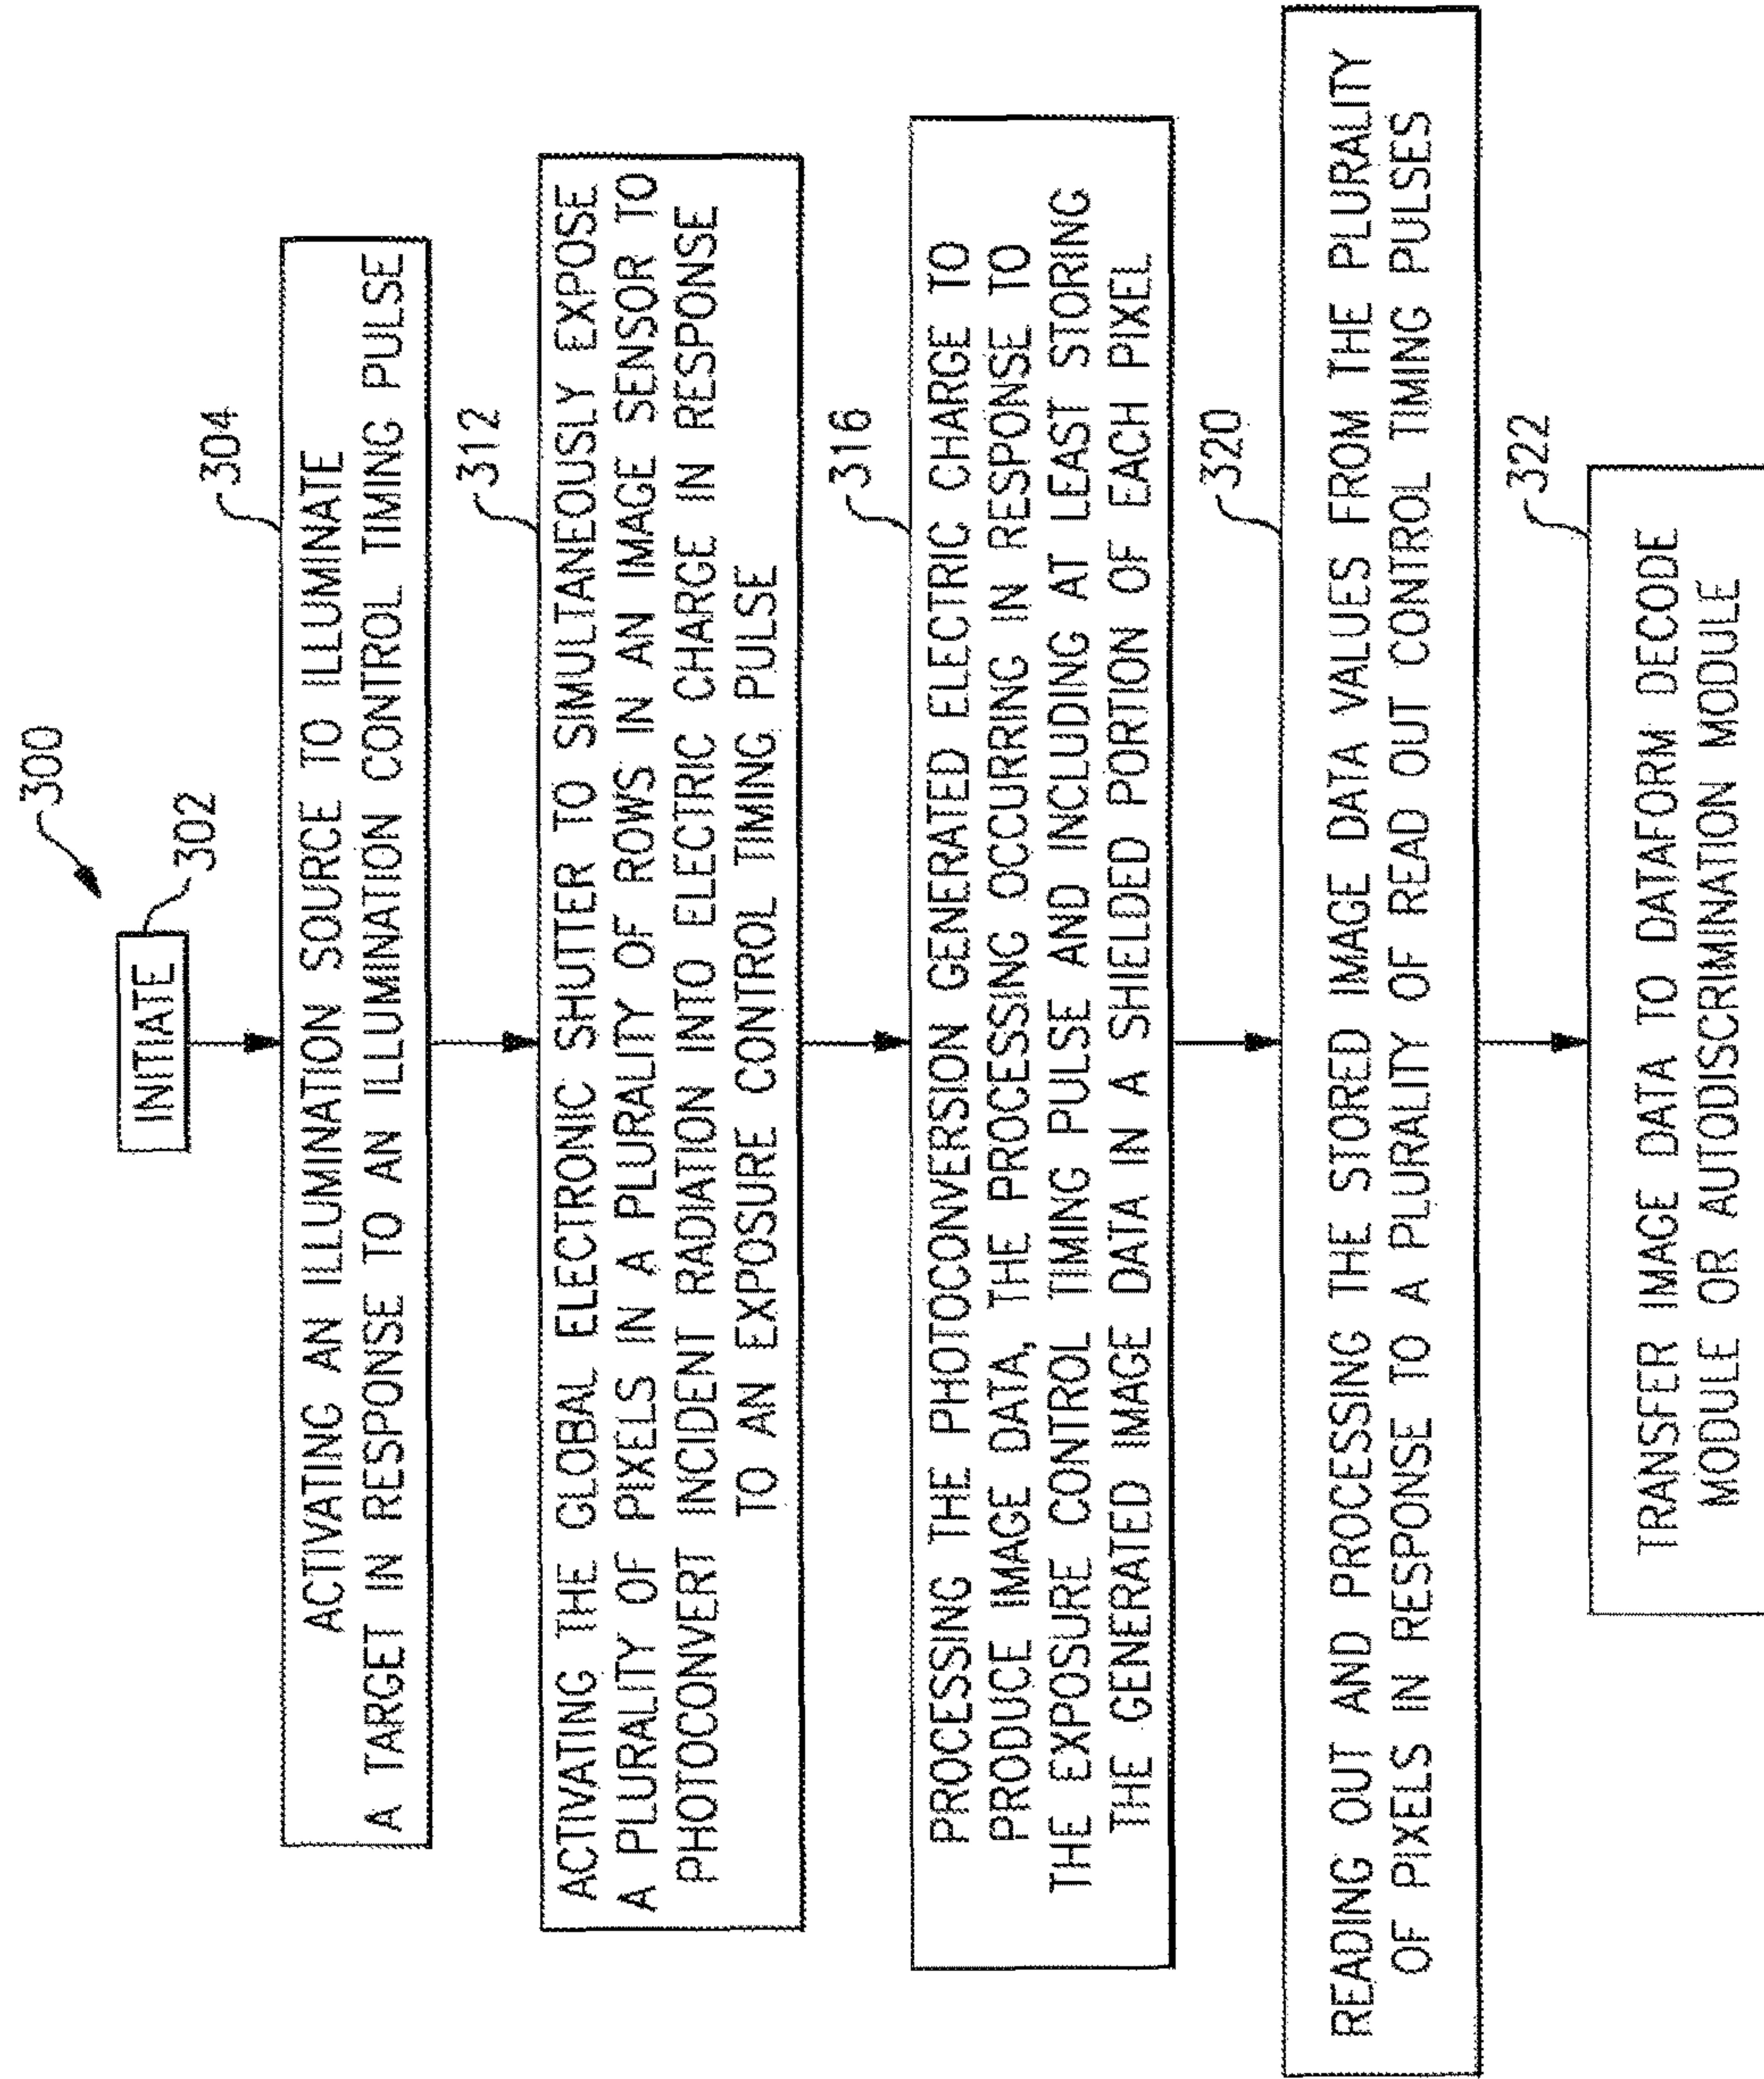 300
INITIATE
302
304
ACTIVATING AN ILLUMINATION SOURCE TO ILLUMINATE
A TARGET IN RESPONSE TO AN ILLUMINATION CONTROL TIMING PULSE
312
ACTIVATING THE GLOBAL ELECTRONIC SHUTTER TO SIMULTANEOUSLY EXPOSE
A PLURALITY OF PIXELS IN A PLURALITY OF ROWS IN AN IMAGE SENSOR TO
PHOTOCONVERT INCIDENT RADIATION INTO ELECTRIC CHARGE IN RESPONSE
TO AN EXPOSURE CONTROL TIMING PULSE
316
PROCESSING THE PHOTOCONVERSION GENERATED ELECTRIC CHARGE TO
PRODUCE IMAGE DATA, THE PROCESSING OCCURRING IN RESPONSE TO
THE EXPOSURE CONTROL TIMING PULSE AND INCLUDING AT LEAST STORING
THE GENERATED IMAGE DATA IN A SHIELDED PORTION OF EACH PIXEL
320
READING OUT AND PROCESSING THE STORED IMAGE DATA VALUES FROM THE PLURALITY
OF PIXELS IN RESPONSE TO A PLURALITY OF READ OUT CONTROL TIMING PULSES
322
TRANSFER IMAGE DATA TO DATAFORM DECODE
MODULE OR AUTODISCRIMINATION MODULE